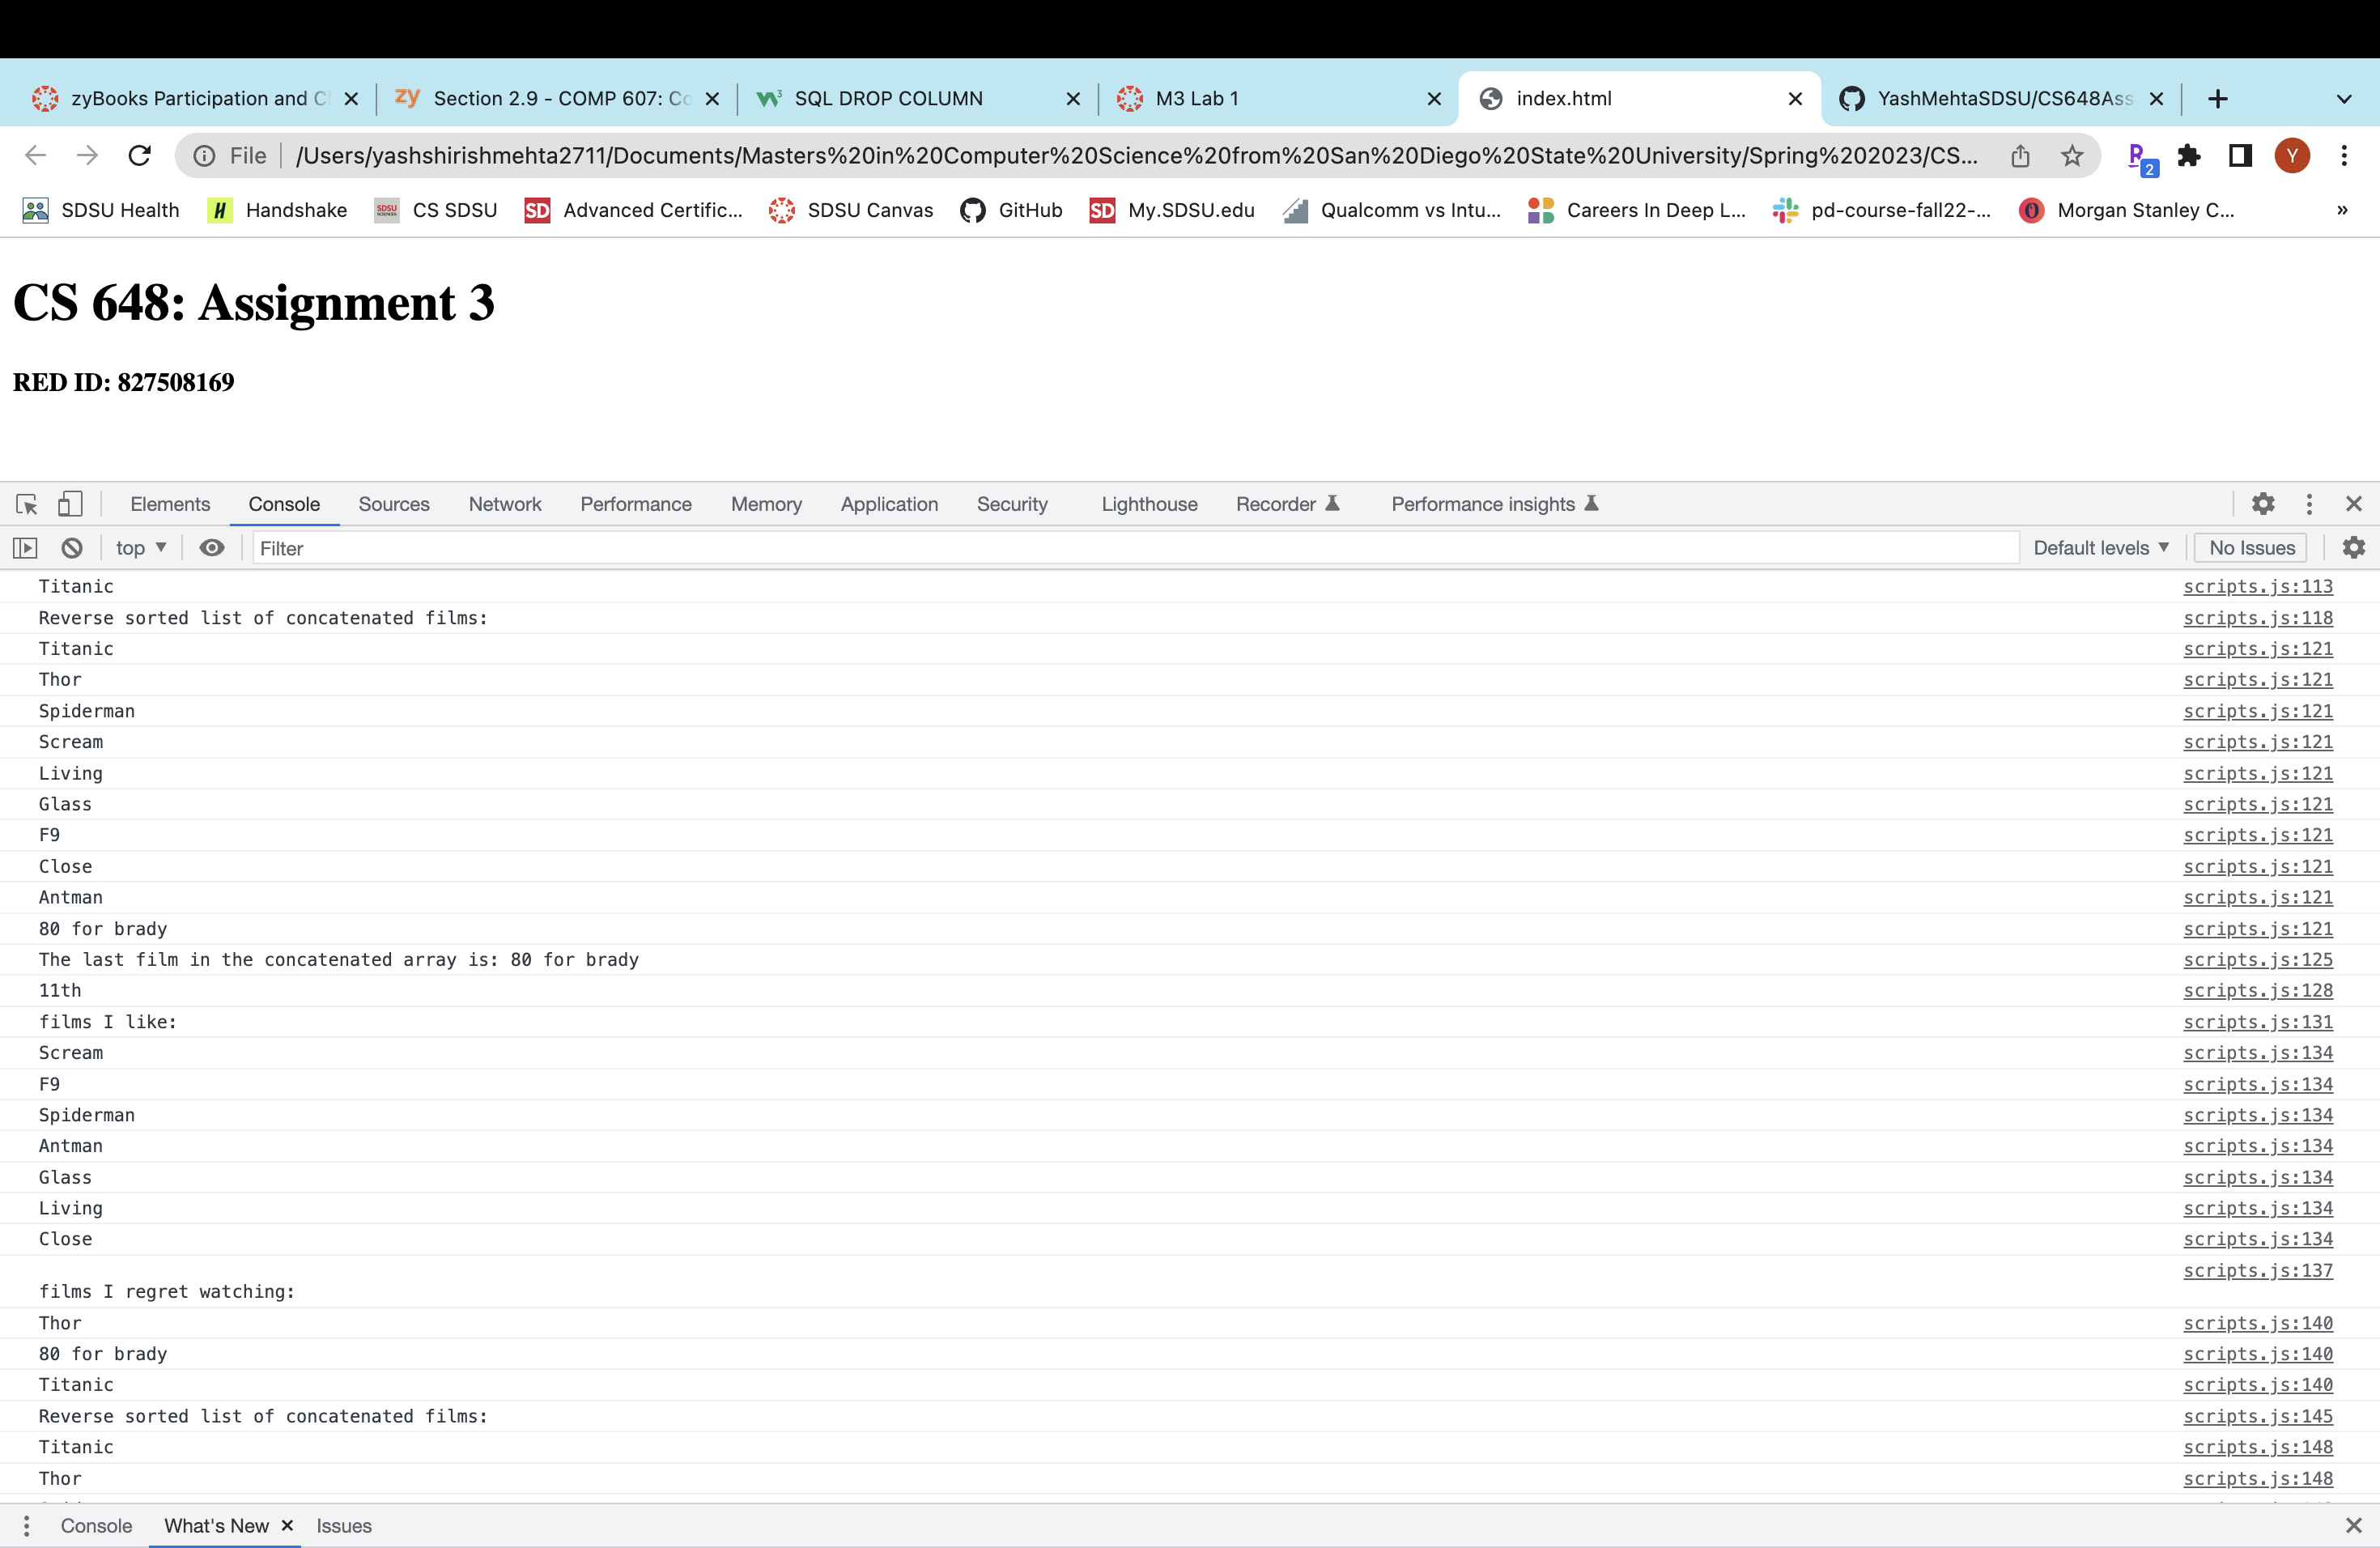 zyBooks Participation and C
zy Section 2.9 - COMP 607: Co
SQL DROP COLUMN
M3 Lab 1
index.html
YashMehtaSDSU/CS648Ass
File /Users/yashshirishmehta2711/Documents/Masters%20in%20Computer%20Science%20from%20San%20Diego%20State%20University/Spring%202023/CS... 2 Y
SDSU Health H Handshake CS SDSU SD Advanced Certific... SDSU Canvas GitHub SD My.SDSU.edu Qualcomm vs Intu... Careers In Deep L... pd-course-fall22-... Morgan Stanley C... »
CS 648: Assignment 3
RED ID: 827508169
Elements Console Sources Network Performance Memory Application Security Lighthouse Recorder Performance insights
top Filter Default levels No Issues
Titanic scripts.js:113
Reverse sorted list of concatenated films: scripts.js:118
Titanic scripts.js:121
Thor scripts.js:121
Spiderman scripts.js:121
Scream scripts.js:121
Living scripts.js:121
Glass scripts.js:121
F9 scripts.js:121
Close scripts.js:121
Antman scripts.js:121
80 for brady scripts.js:121
The last film in the concatenated array is: 80 for brady scripts.js:125
11th scripts.js:128
films I like: scripts.js:131
Scream scripts.js:134
F9 scripts.js:134
Spiderman scripts.js:134
Antman scripts.js:134
Glass scripts.js:134
Living scripts.js:134
Close scripts.js:134
scripts.js:137
films I regret watching:
Thor scripts.js:140
80 for brady scripts.js:140
Titanic scripts.js:140
Reverse sorted list of concatenated films: scripts.js:145
Titanic scripts.js:148
Thor scripts.js:148
Console What's New Issues